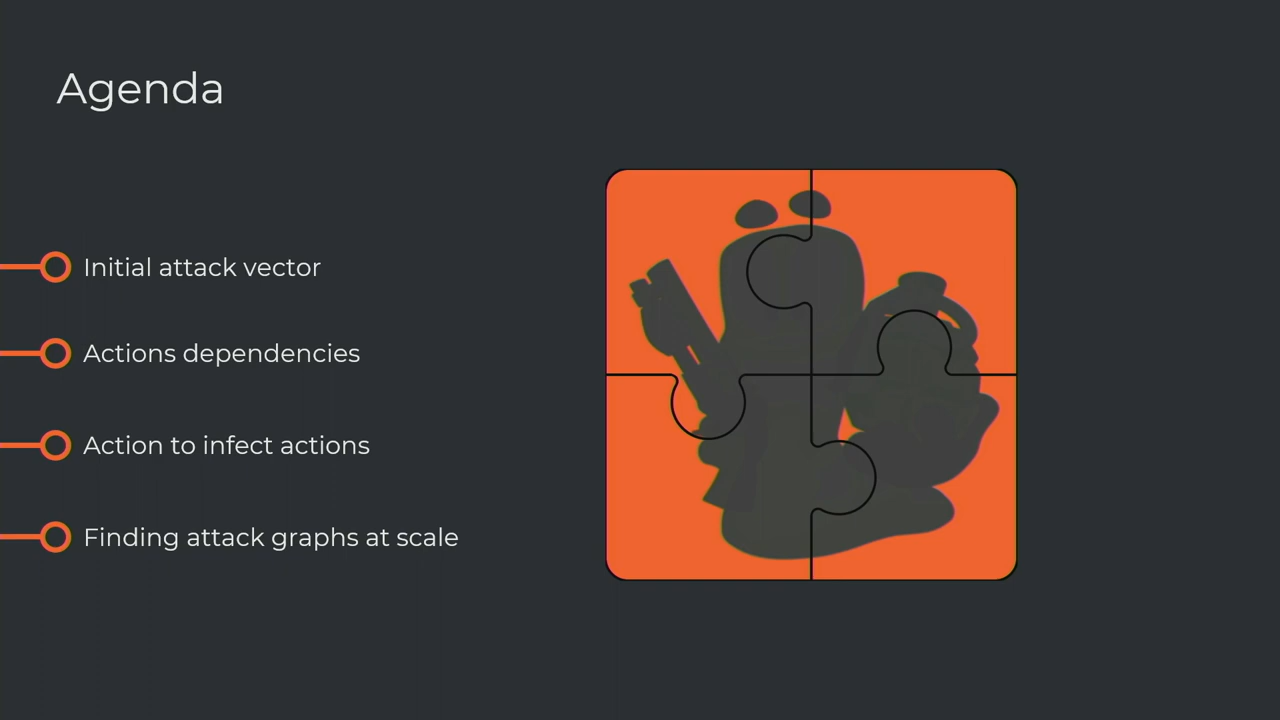 Agenda
Initial attack vector
Actions dependencies
Action to infect actions
Finding attack graphs at scale